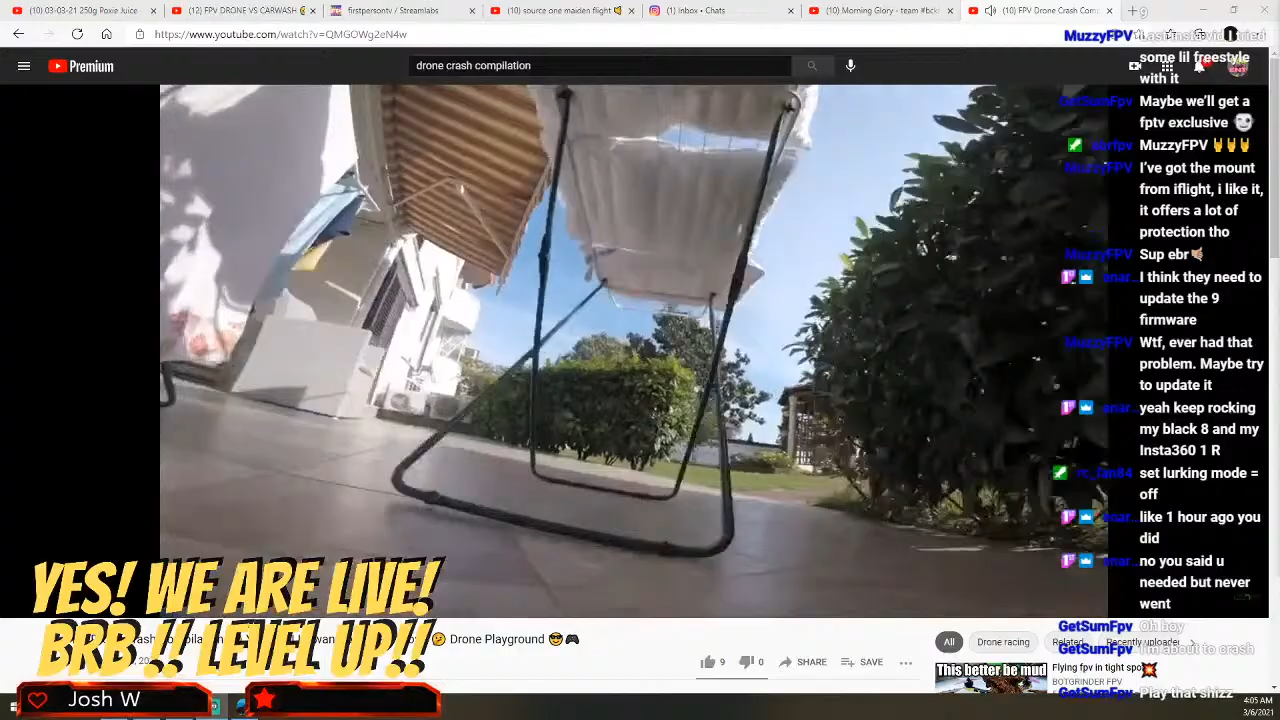 (10) 03-03-21 250g Poxie Juice
(12) FPV DRONE VS CARWASH
firstpersontv / Streamlabs
(10) source one maiden flight
(1) Inbox • Chats
(10) Morning Glory - team #bck
(10) FPV Drone Crash Com
https://www.youtube.com/watch?v=QMGOWg2eN4w
Premium
drone crash compilation
MuzzyFPV
some lil freestyle
with it
GetSumFpv Maybe we'll get a
fptv exclusive
ebrfpv MuzzyFPV 🤘🤘🤘
MuzzyFPV I've got the mount
from iflight, i like it,
it offers a lot of
protection tho
MuzzyFPV Sup ebr
enar... I think they need to
update the 9
firmware
MuzzyFPV Wtf, ever had that
problem. Maybe try
to update it
enar... yeah keep rocking
my black 8 and my
Insta360 1 R
set lurking mode =
off
enar... like 1 hour ago you
did
enar... no you said u
needed but never
went
GetSumFpv Oh boy
GetSumFpv I'm about to crash
GetSumFpv Play that shizz
YES! WE ARE LIVE!
BRB !! LEVEL UP!!
Drone Playground 😎🎮
9
0
SHARE
SAVE
All
Drone racing
Related
Recently uploaded
This better be mud
Flying fpv in tight spo
BOTGRINDER FPV
Josh W
4:05 AM
3/6/2021